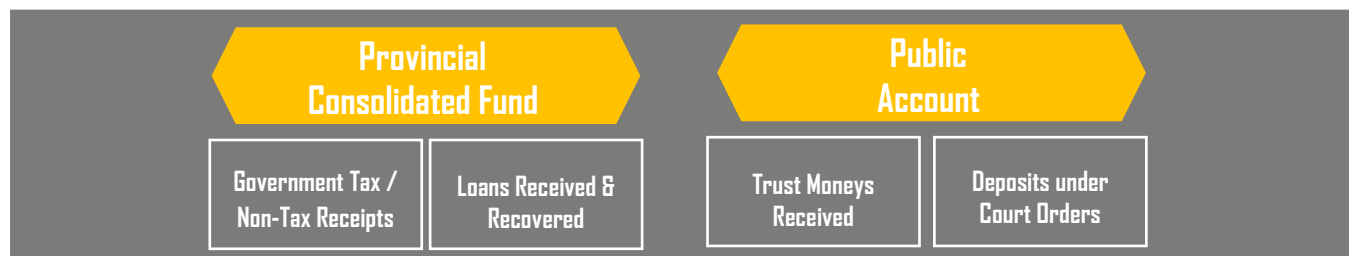 Provincial
Consolidated Fund
Public
Account
Government Tax /
Non-Tax Receipts
Loans Received &
Recovered
Trust Moneys
Received
Deposits under
Court Orders